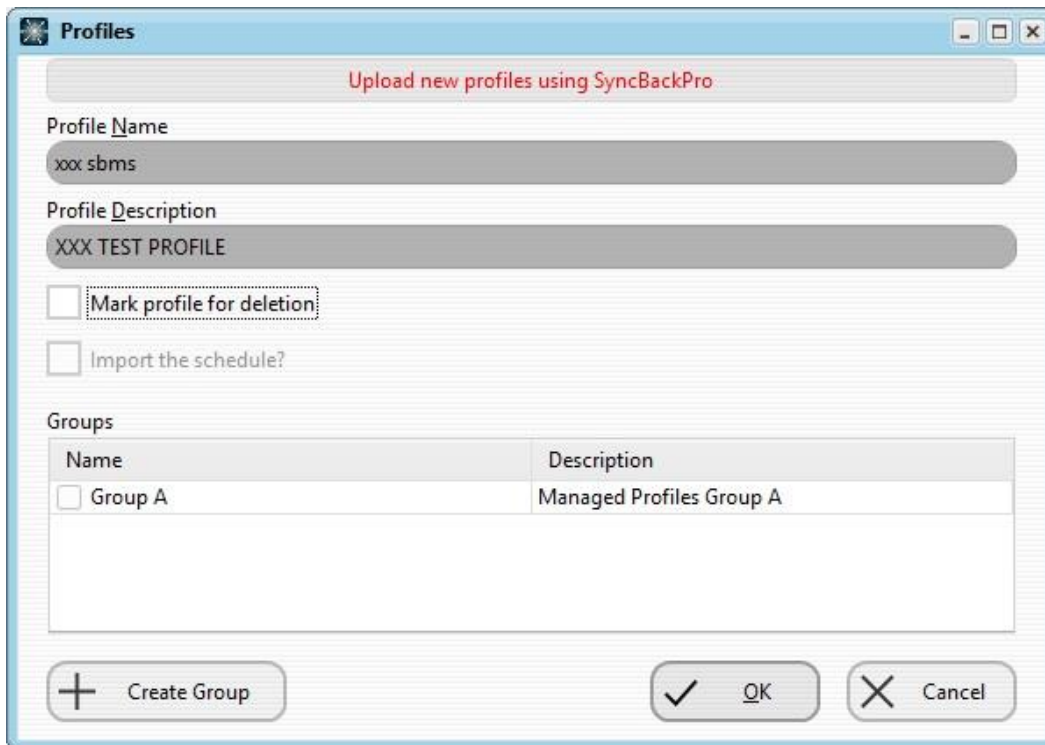 Profiles
Upload new profiles using SyncBackPro
Profile Name
xxx sbms
Profile Description
XXX TEST PROFILE
Mark profile for deletion
Import the schedule?
Groups
Name Description
Group A Managed Profiles Group A
Create Group OK Cancel